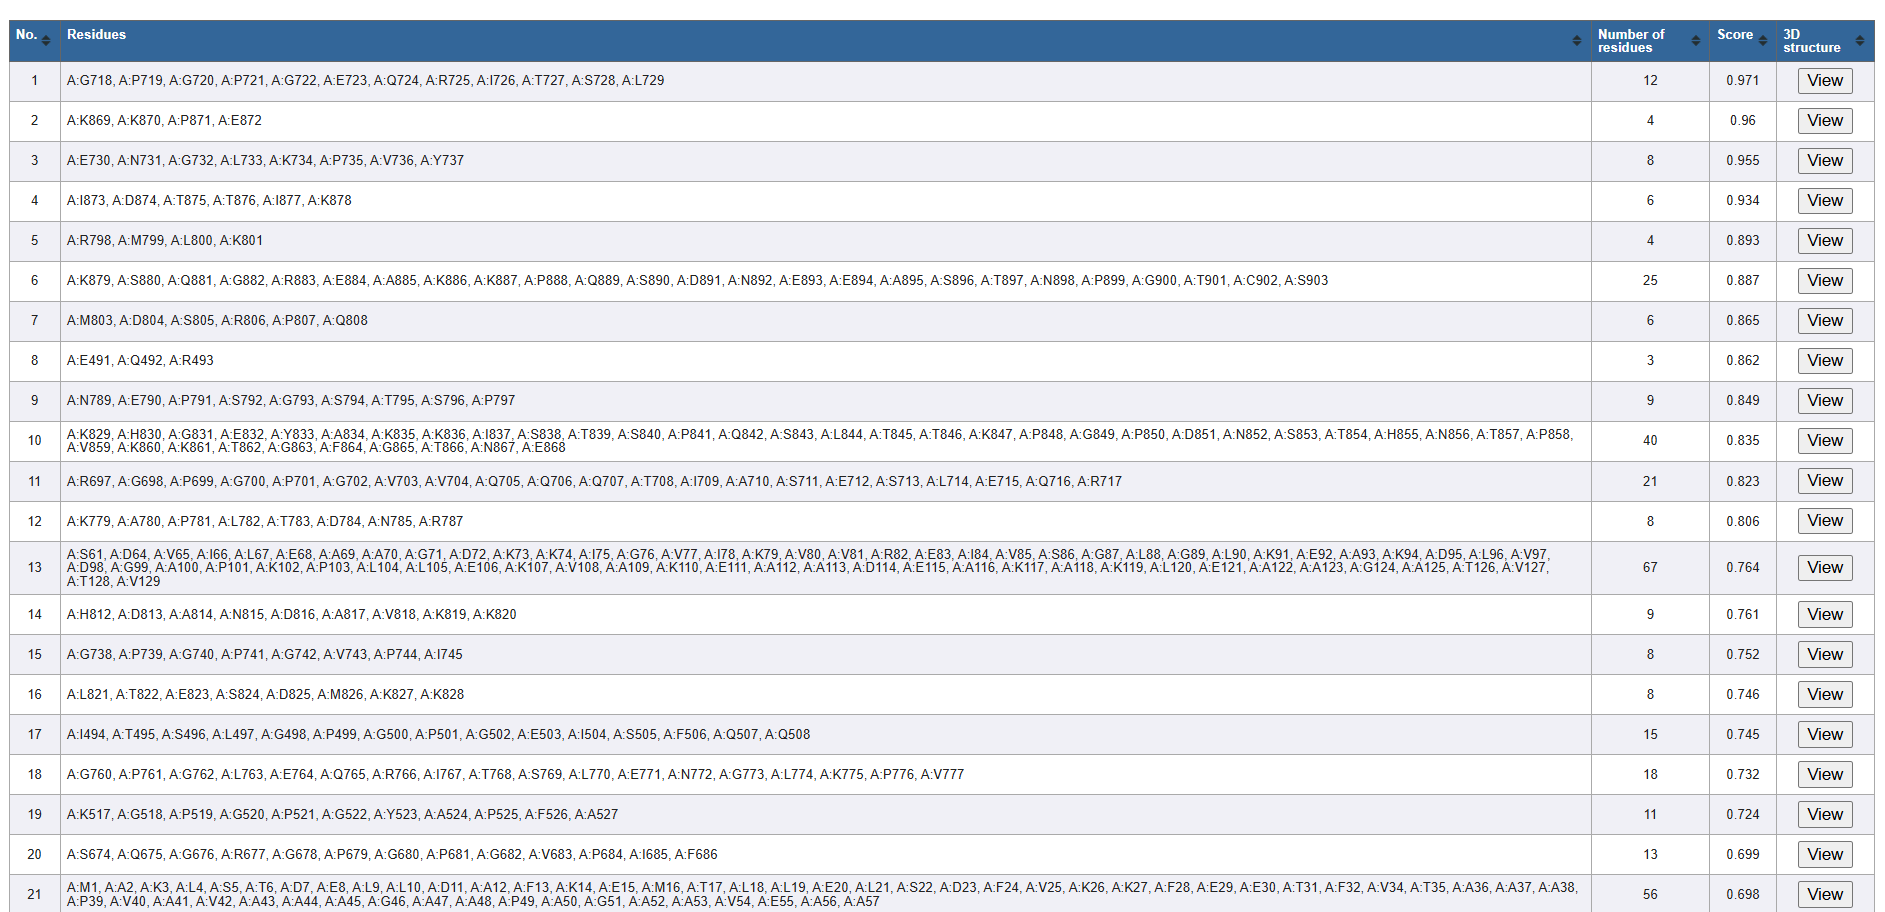 No. Residues Number of residues Score 3D structure
1 A:G718, A:P719, A:G720, A:P721, A:G722, A:E723, A:Q724, A:R725, A:I726, A:T727, A:S728, A:L729 12 0.971 View
2 A:K869, A:K870, A:P871, A:E872 4 0.96 View
3 A:E730, A:N731, A:G732, A:L733, A:K734, A:P735, A:V736, A:Y737 8 0.955 View
4 A:I873, A:D874, A:T875, A:T876, A:I877, A:K878 6 0.934 View
5 A:R798, A:M799, A:L800, A:K801 4 0.893 View
6 A:K879, A:S880, A:Q881, A:G882, A:R883, A:E884, A:A885, A:K886, A:K887, A:P888, A:Q889, A:S890, A:D891, A:N892, A:E893, A:E894, A:A895, A:S896, A:T897, A:N898, A:P899, A:G900, A:T901, A:C902, A:S903 25 0.887 View
7 A:M803, A:D804, A:S805, A:R806, A:P807, A:Q808 6 0.865 View
8 A:E491, A:Q492, A:R493 3 0.862 View
9 A:N789, A:E790, A:P791, A:S792, A:G793, A:S794, A:T795, A:S796, A:P797 9 0.849 View
10 A:K829, A:H830, A:G831, A:E832, A:Y833, A:A834, A:K835, A:K836, A:I837, A:S838, A:T839, A:S840, A:P841, A:Q842, A:S843, A:L844, A:T845, A:T846, A:K847, A:P848, A:G849, A:P850, A:D851, A:N852, A:S853, A:T854, A:H855, A:N856, A:T857, A:P858,
A:V859, A:K860, A:K861, A:T862, A:G863, A:F864, A:G865, A:T866, A:N867, A:E868 40 0.835 View
11 A:R697, A:G698, A:P699, A:G700, A:P701, A:G702, A:V703, A:V704, A:Q705, A:Q706, A:Q707, A:T708, A:I709, A:A710, A:S711, A:E712, A:S713, A:L714, A:E715, A:Q716, A:R717 21 0.823 View
12 A:K779, A:A780, A:P781, A:L782, A:T783, A:D784, A:N785, A:R787 8 0.806 View
13 A:S61, A:D64, A:V65, A:I66, A:L67, A:E68, A:A69, A:A70, A:G71, A:D72, A:K73, A:K74, A:I75, A:G76, A:V77, A:I78, A:K79, A:V80, A:V81, A:R82, A:E83, A:I84, A:V85, A:S86, A:G87, A:L88, A:G89, A:L90, A:K91, A:E92, A:A93, A:K94, A:D95, A:L96, A:V97,
A:D98, A:G99, A:A100, A:P101, A:K102, A:P103, A:L104, A:L105, A:E106, A:K107, A:V108, A:A109, A:K110, A:E111, A:A112, A:A113, A:D114, A:E115, A:A116, A:K117, A:A118, A:K119, A:L120, A:E121, A:A122, A:A123, A:G124, A:A125, A:T126, A:V127,
A:T128, A:V129 67 0.764 View
14 A:H812, A:D813, A:A814, A:N815, A:D816, A:A817, A:V818, A:K819, A:K820 9 0.761 View
15 A:G738, A:P739, A:G740, A:P741, A:G742, A:V743, A:P744, A:I745 8 0.752 View
16 A:L821, A:T822, A:E823, A:S824, A:D825, A:M826, A:K827, A:K828 8 0.746 View
17 A:I494, A:T495, A:S496, A:L497, A:G498, A:P499, A:G500, A:P501, A:G502, A:E503, A:I504, A:S505, A:F506, A:Q507, A:Q508 15 0.745 View
18 A:G760, A:P761, A:G762, A:L763, A:E764, A:Q765, A:R766, A:I767, A:T768, A:S769, A:L770, A:E771, A:N772, A:G773, A:L774, A:K775, A:P776, A:V777 18 0.732 View
19 A:K517, A:G518, A:P519, A:G520, A:P521, A:G522, A:Y523, A:A524, A:P525, A:F526, A:A527 11 0.724 View
20 A:S674, A:Q675, A:G676, A:R677, A:G678, A:P679, A:G680, A:P681, A:G682, A:V683, A:P684, A:I685, A:F686 13 0.699 View
21 A:M1, A:A2, A:K3, A:L4, A:S5, A:T6, A:D7, A:E8, A:L9, A:L10, A:D11, A:A12, A:F13, A:K14, A:E15, A:M16, A:T17, A:L18, A:L19, A:E20, A:L21, A:S22, A:D23, A:F24, A:V25, A:K26, A:K27, A:F28, A:E29, A:E30, A:T31, A:F32, A:V34, A:T35, A:A36, A:A37, A:A38,
A:P39, A:V40, A:A41, A:V42, A:A43, A:A44, A:A45, A:G46, A:A47, A:A48, A:P49, A:A50, A:G51, A:A52, A:A53, A:V54, A:E55, A:A56, A:A57 56 0.698 View